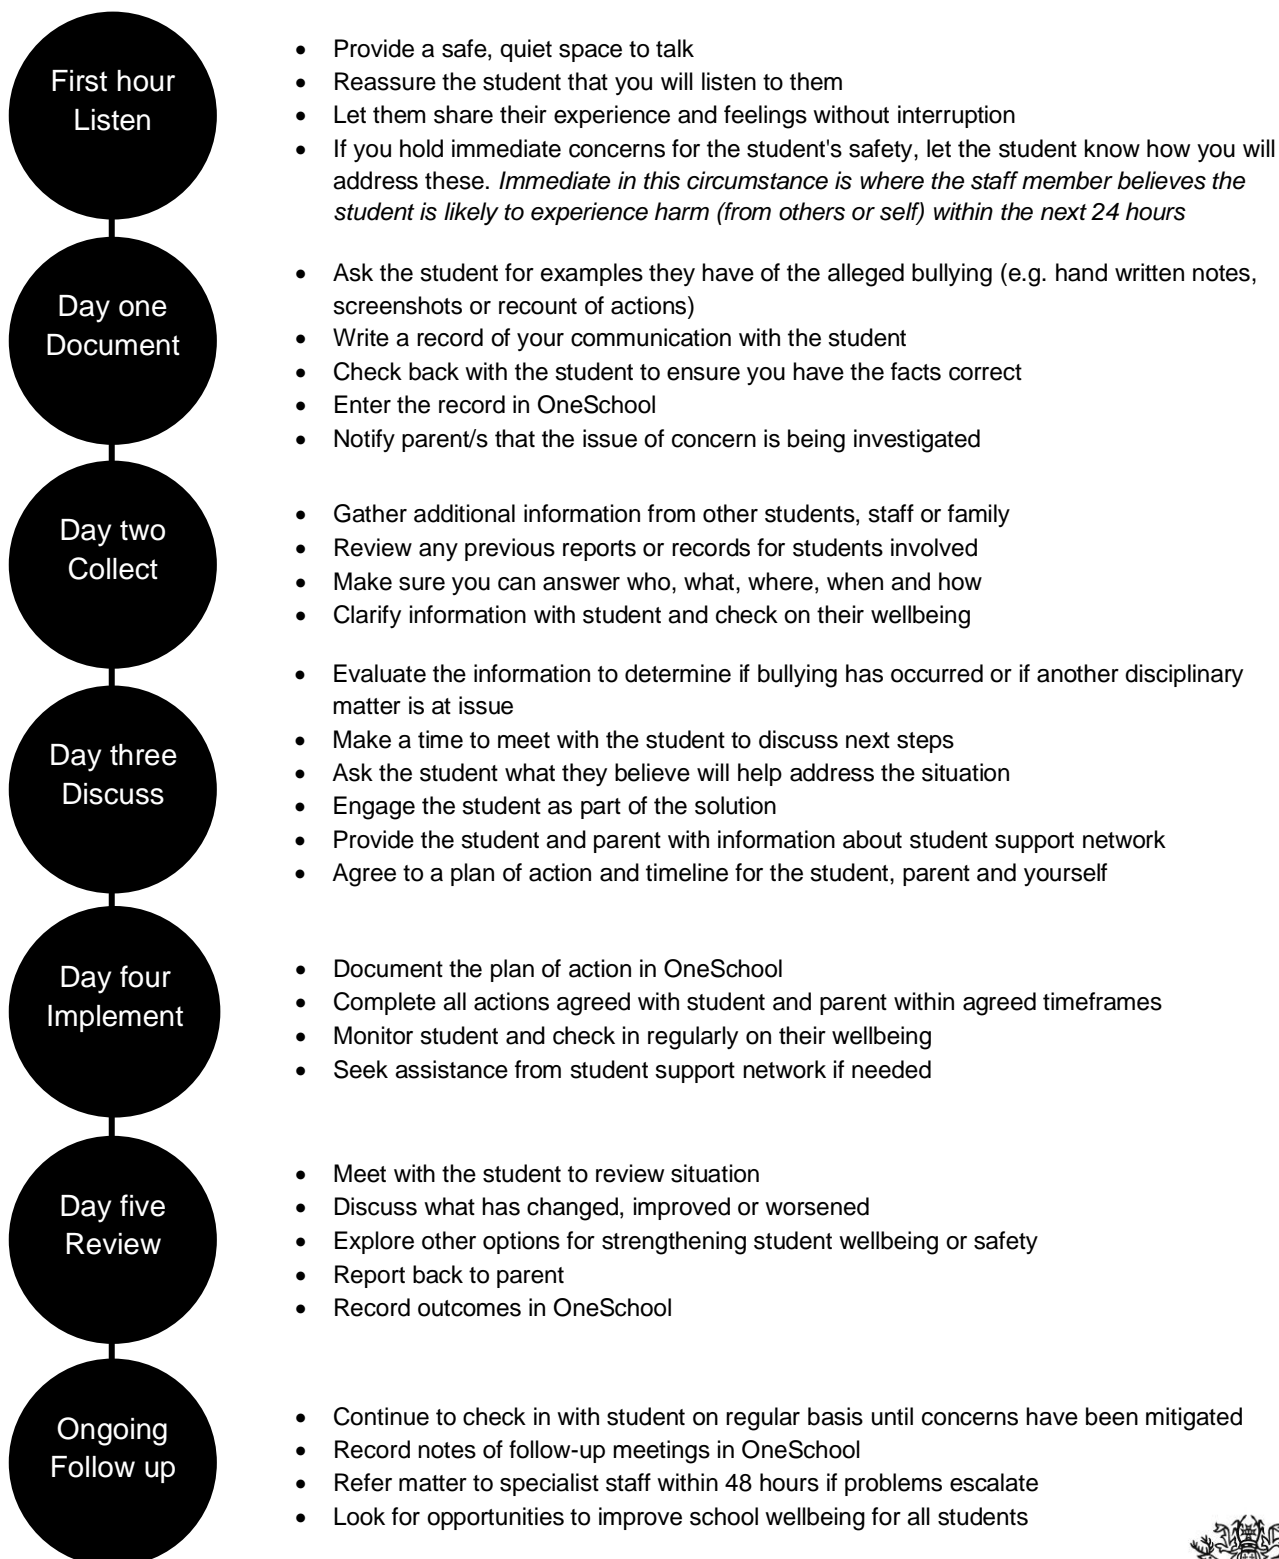 First hour
Listen
• Provide a safe, quiet space to talk
• Reassure the student that you will listen to them
• Let them share their experience and feelings without interruption
• If you hold immediate concerns for the student's safety, let the student know how you will
address these. Immediate in this circumstance is where the staff member believes the
student is likely to experience harm (from others or self) within the next 24 hours
Day one
Document
• Ask the student for examples they have of the alleged bullying (e.g. hand written notes,
screenshots or recount of actions)
• Write a record of your communication with the student
• Check back with the student to ensure you have the facts correct
• Enter the record in OneSchool
• Notify parent/s that the issue of concern is being investigated
Day two
Collect
• Gather additional information from other students, staff or family
• Review any previous reports or records for students involved
• Make sure you can answer who, what, where, when and how
• Clarify information with student and check on their wellbeing
Day three
Discuss
• Evaluate the information to determine if bullying has occurred or if another disciplinary
matter is at issue
• Make a time to meet with the student to discuss next steps
• Ask the student what they believe will help address the situation
• Engage the student as part of the solution
• Provide the student and parent with information about student support network
• Agree to a plan of action and timeline for the student, parent and yourself
Day four
Implement
• Document the plan of action in OneSchool
• Complete all actions agreed with student and parent within agreed timeframes
• Monitor student and check in regularly on their wellbeing
• Seek assistance from student support network if needed
Day five
Review
• Meet with the student to review situation
• Discuss what has changed, improved or worsened
• Explore other options for strengthening student wellbeing or safety
• Report back to parent
• Record outcomes in OneSchool
Ongoing
Follow up
• Continue to check in with student on regular basis until concerns have been mitigated
• Record notes of follow-up meetings in OneSchool
• Refer matter to specialist staff within 48 hours if problems escalate
• Look for opportunities to improve school wellbeing for all students